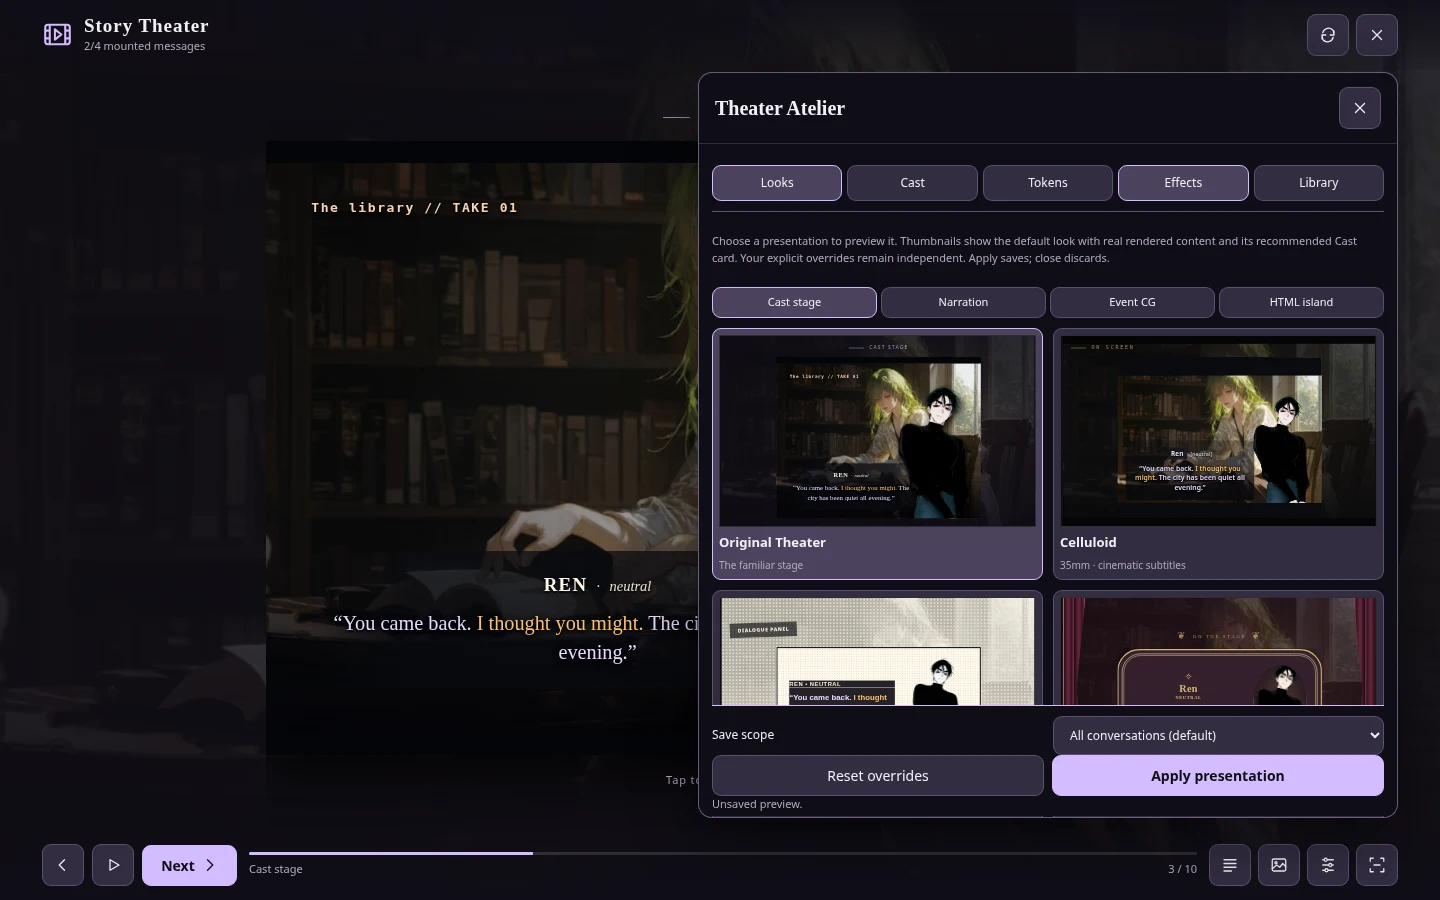 Story Theater
2/4 mounted messages
Theater Atelier
Looks
Cast
Tokens
Effects
Library
The library // TAKE 01
Choose a presentation to preview it. Thumbnails show the default look with real rendered content and its recommended Cast
card. Your explicit overrides remain independent. Apply saves; close discards.
Cast stage
Narration
Event CG
HTML island
CAST STAGE
The library // TAKE 01
REN · neutral
“You came back. I thought you might. The
city has been quiet all evening.”
Original Theater
The familiar stage
ON SCREEN
Ren (neutral)
“You came back. I thought you
might. The city has been quiet all
evening.”
Celluloid
35mm · cinematic subtitles
DIALOGUE PANEL
REN • NEUTRAL
“You came back. I thought
ON THE STAGE
Ren
NEUTRAL
REN · neutral
“You came back. I thought you might. The ci
evening.”
Save scope
All conversations (default)
Reset overrides
Apply presentation
Unsaved preview.
Tap to
Next
Cast stage
3 / 10